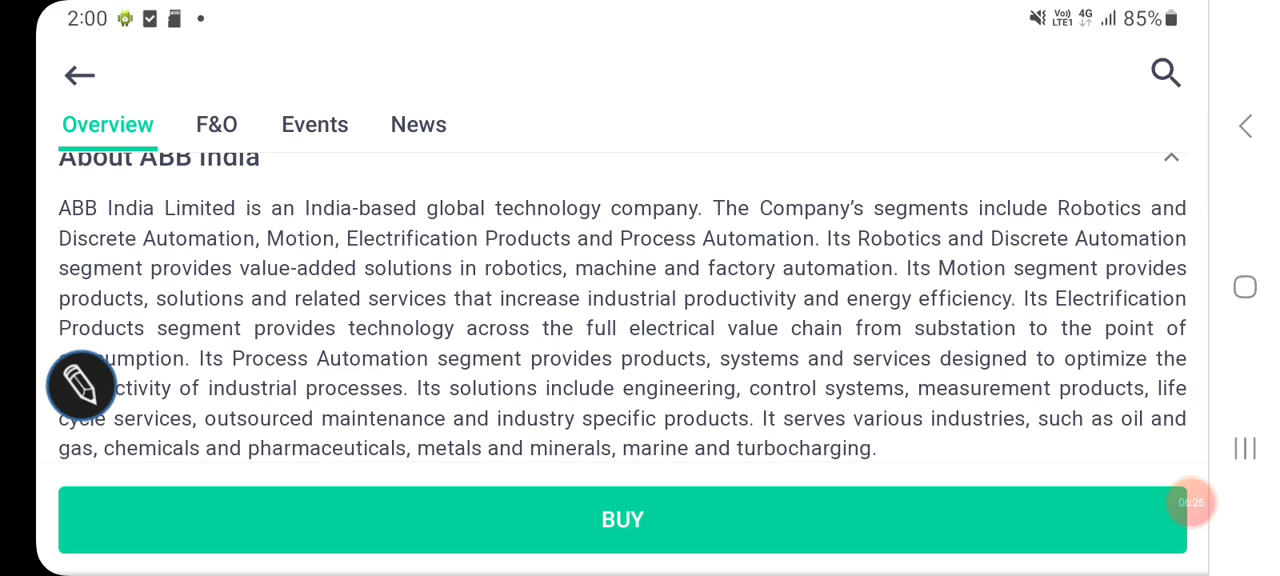 2:00
Vo)) 4G 85%
LTE1
Overview F&O Events News
About ABB India
ABB India Limited is an India-based global technology company. The Company's segments include Robotics and
Discrete Automation, Motion, Electrification Products and Process Automation. Its Robotics and Discrete Automation
segment provides value-added solutions in robotics, machine and factory automation. Its Motion segment provides
products, solutions and related services that increase industrial productivity and energy efficiency. Its Electrification
Products segment provides technology across the full electrical value chain from substation to the point of
umption. Its Process Automation segment provides products, systems and services designed to optimize the
ctivity of industrial processes. Its solutions include engineering, control systems, measurement products, life
cycle services, outsourced maintenance and industry specific products. It serves various industries, such as oil and
gas, chemicals and pharmaceuticals, metals and minerals, marine and turbocharging.
BUY
06:26